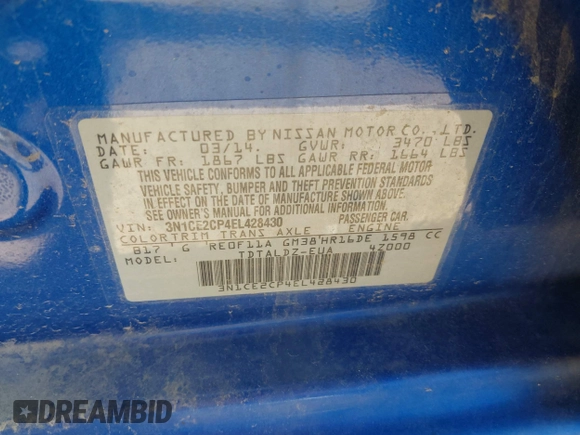 MANUFACTURED BY NISSAN MOTOR CO.,LTD.
DATE: 03/14. GVWR: 3470 LBS
GAWR FR: 1867 LBS GAWR RR: 1664 LBS
THIS VEHICLE CONFORMS TO ALL APPLICABLE FEDERAL MOTOR
VEHICLE SAFETY, BUMPER AND THEFT PREVENTION STANDARDS
IN EFFECT ON THE DATE OF MANUFACTURE SHOWN ABOVE.
SEE OWNER'S MANUAL FOR ADDITIONAL INFORMATION.
VIN: 3N1CE2CP4EL428430 PASSENGER CAR.
COLOR TRIM TRANS AXLE ENGINE
B17 G RE0F11A GM38 HR16DE 1598 CC
TDTALDZ-EUA 4Z000
3N1CE2CP4EL428430
DREAMBID